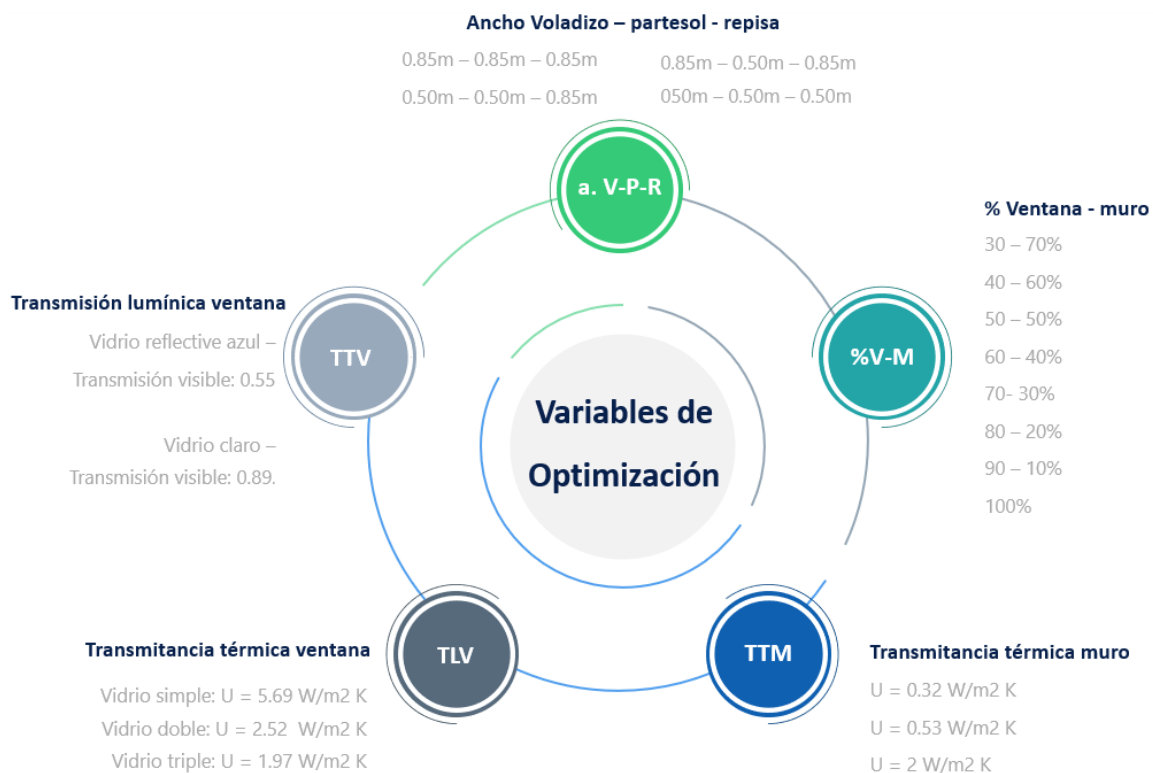 Ancho Voladizo – partesol - repisa
0.85m – 0.85m – 0.85m
0.85m – 0.50m – 0.85m
0.50m – 0.50m – 0.85m
050m – 0.50m – 0.50m
a. V-P-R
% Ventana - muro
30 – 70%
40 – 60%
50 – 50%
60 – 40%
70- 30%
80 – 20%
90 – 10%
100%
%V-M
Transmisión lumínica ventana
Vidrio reflective azul –
Transmisión visible: 0.55
Vidrio claro –
Transmisión visible: 0.89.
TTV
Variables de
Optimización
Transmitancia térmica ventana
Vidrio simple: U = 5.69 W/m2 K
Vidrio doble: U = 2.52 W/m2 K
Vidrio triple: U = 1.97 W/m2 K
TLV
TTM
Transmitancia térmica muro
U = 0.32 W/m2 K
U = 0.53 W/m2 K
U = 2 W/m2 K